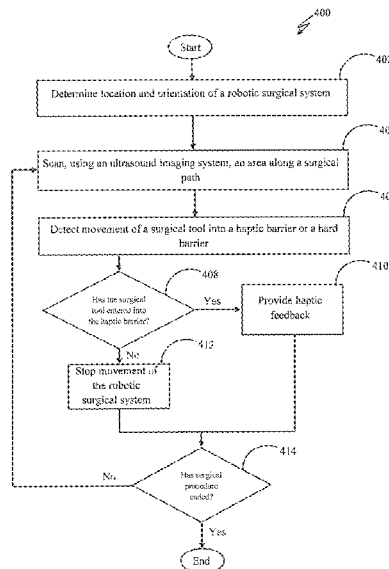 400
Start
402
Determine location and orientation of a robotic surgical system
Scan, using an ultrasound imaging system, an area along a surgical
path
Detect movement of a surgical tool into a haptic barrier or a hard
barrier
408
410
Has the surgical
tool entered into
the haptic barrier?
Yes
Provide haptic
feedback
No
412
Stop movement of
the robotic
surgical system
414
No
Has surgical
procedure
ended?
Yes
End